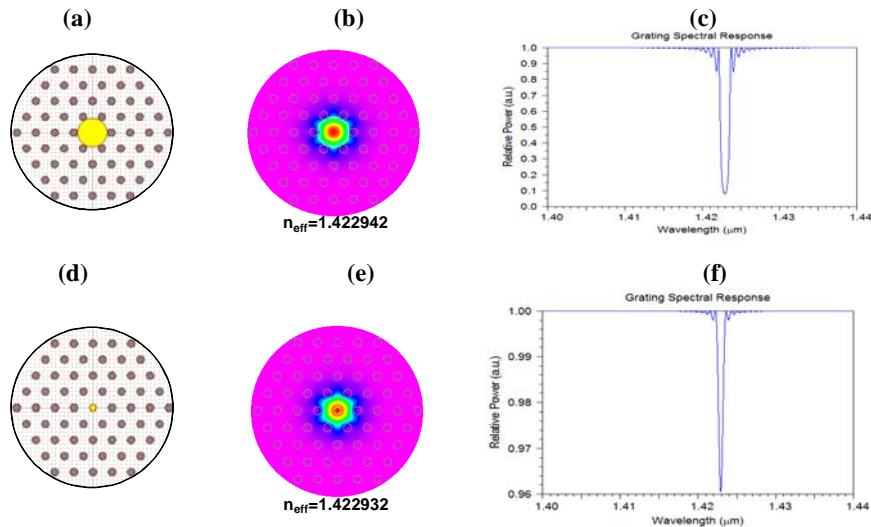 (a)
(b)
(c)
Grating Spectral Response
1.0
0.9
0.8
0.7
0.6
0.5
0.4
0.3
0.2
0.1
0.0
Relative Power (a.u.)
1.40
1.41
1.42
1.43
1.44
Wavelength (μm)
n_eff=1.422942
(d)
(e)
(f)
Grating Spectral Response
1.00
0.99
0.98
0.97
0.96
Relative Power (a.u.)
1.40
1.41
1.42
1.43
1.44
Wavelength (μm)
n_eff=1.422932